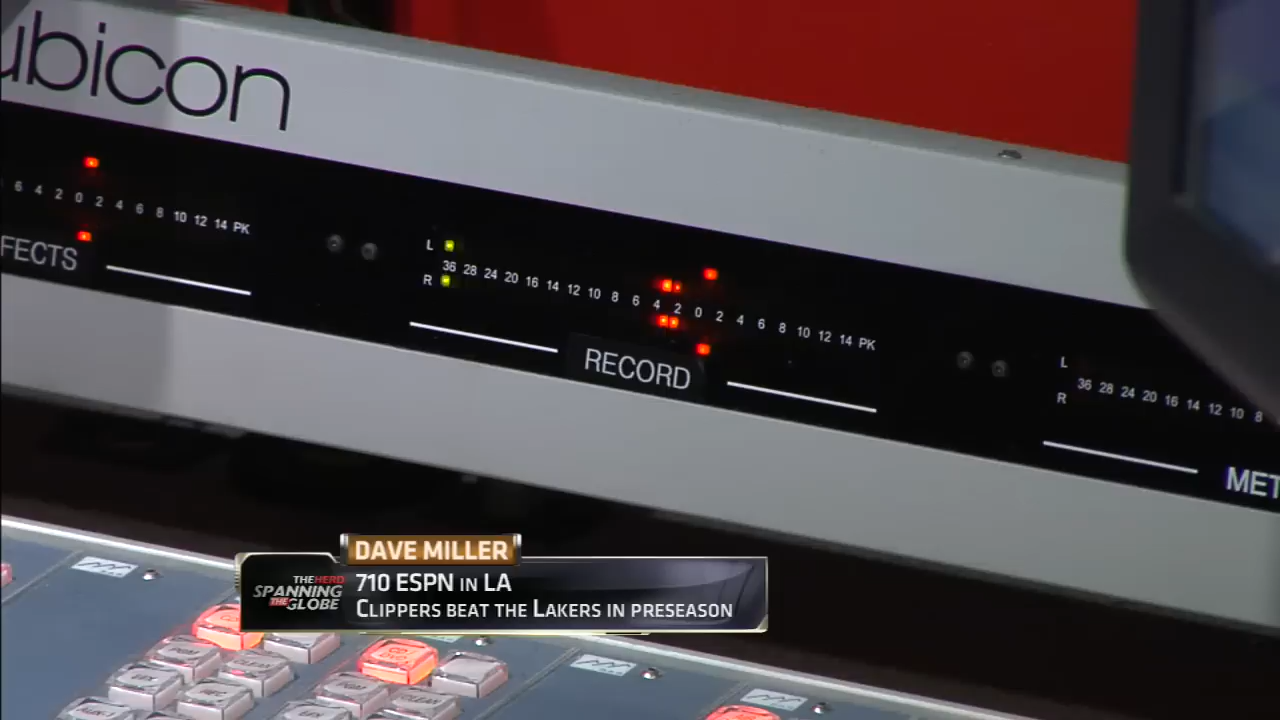 ubicon
6 4 2 0 2 4 6 8 10 12 14 PK
FECTS
L
36 28 24 20 16 14 12 10 8 6 4 2 0 2 4 6 8 10 12 14 PK
R
RECORD
L
36 28 24 20 16 14 12 10 8
R
MET
DAVE MILLER
THE HERD
SPANNING
THE GLOBE
710 ESPN IN LA
CLIPPERS BEAT THE LAKERS IN PRESEASON